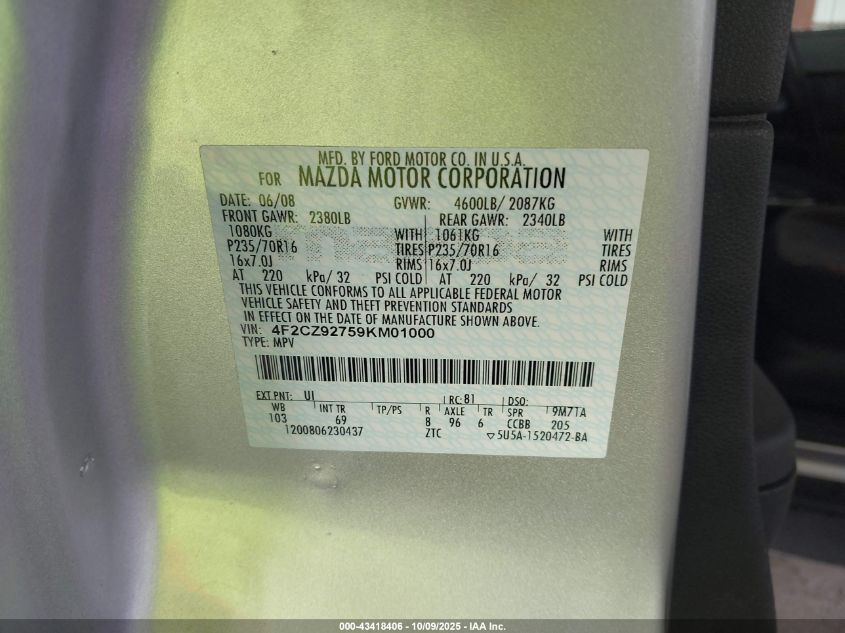 MFD. BY FORD MOTOR CO. IN U.S.A.
FOR MAZDA MOTOR CORPORATION
DATE: 06/08 GVWR: 4600LB/ 2087KG
FRONT GAWR: 2380LB REAR GAWR: 2340LB
1080KG WITH 1061KG WITH
P235/70R16 TIRES P235/70R16 TIRES
16x7.0J RIMS 16x7.0J RIMS
AT 220 kPa/ 32 PSI COLD AT 220 kPa/ 32 PSI COLD
THIS VEHICLE CONFORMS TO ALL APPLICABLE FEDERAL MOTOR
VEHICLE SAFETY AND THEFT PREVENTION STANDARDS
IN EFFECT ON THE DATE OF MANUFACTURE SHOWN ABOVE.
VIN: 4F2CZ92759KM01000
TYPE: MPV
EXT PNT: UI RC: 81 DSO:
WB INT TR TP/PS R AXLE TR SPR 9M71A
103 69 8 96 6 CCBB 205
1200806230437 ZTC ▽5U5A-1520472-BA
000-43418406 - 10/09/2025 - IAA Inc.